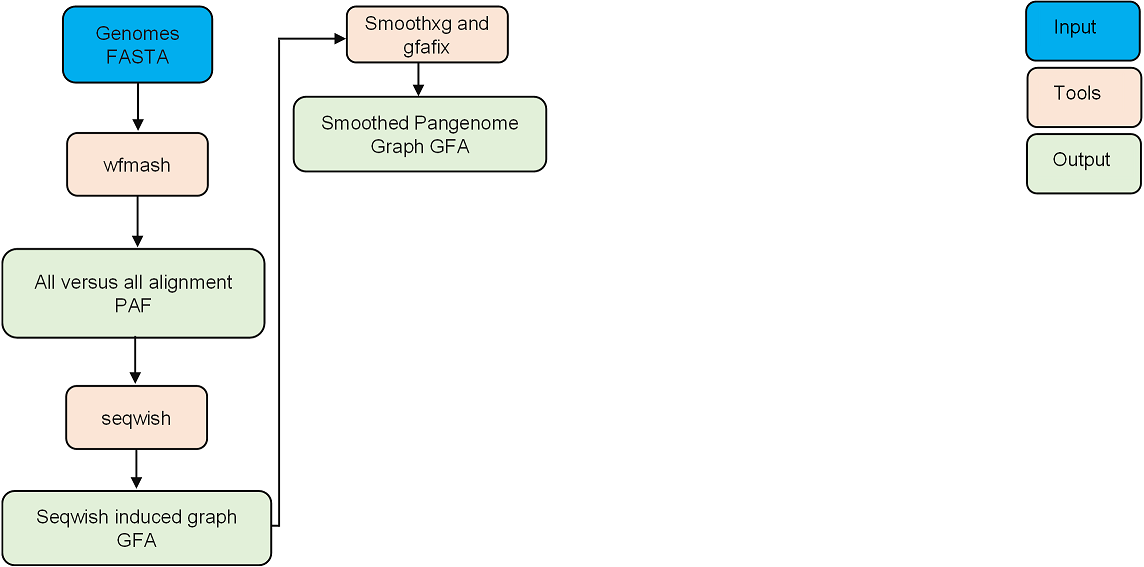 Genomes
FASTA
wfmash
All versus all alignment
PAF
seqwish
Seqwish induced graph
GFA
Smoothxg and
gfafix
Smoothed Pangenome
Graph GFA
Input
Tools
Output